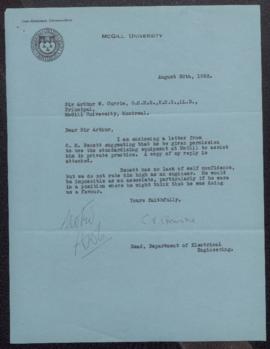 McGILL UNIVERSITY
August 20th, 1932.
Sir Arthur W. Currie, G.C.M.G., K.C.B., LL.D.,
Principal,
McGill University, Montreal.
Dear Sir Arthur,
I am enclosing a letter from
suggesting that he be given permission
to use the standardizing equipment at McGill to assist
him in private practice. A copy of my reply is
attached.
has no lack of self confidence,
but we do not rate him high as an engineer. He would
be impossible as an associate, particularly if he were
in a position where he might think that he was doing
us a favour.
Yours faithfully,
Head, Department of Electrical
Engineering.